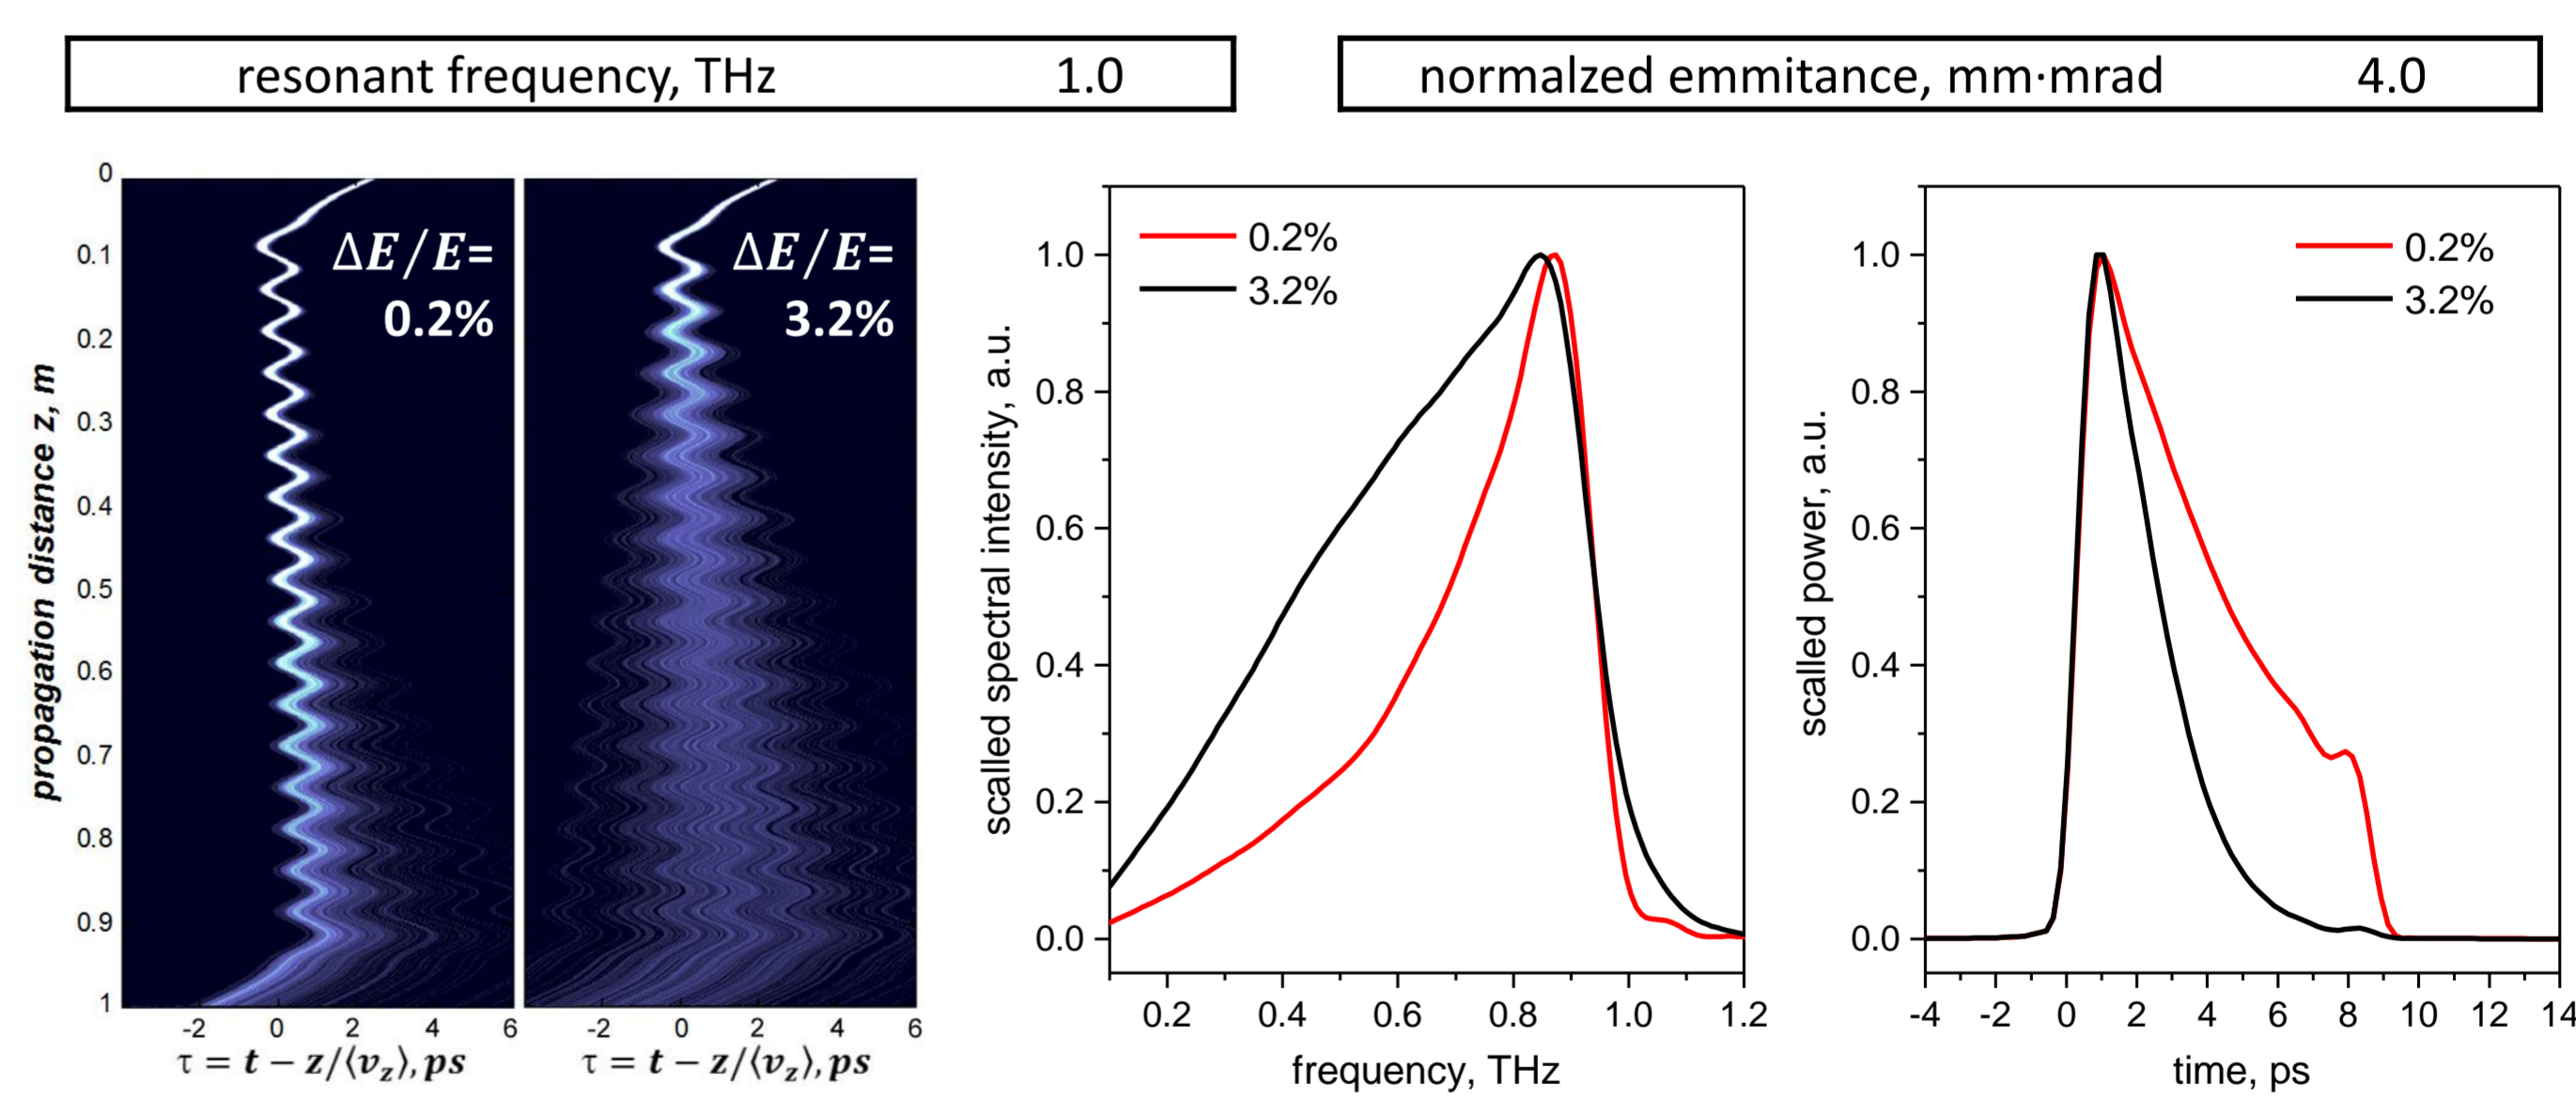 resonant frequency, THz 1.0
normalzed emmitance, mm·mrad 4.0
propagation distance z, m
0
0.1
0.2
0.3
0.4
0.5
0.6
0.7
0.8
0.9
1
ΔE/E=
0.2%
-2 0 2 4 6
τ = t − z/⟨v_z⟩, ps
ΔE/E=
3.2%
-2 0 2 4 6
τ = t − z/⟨v_z⟩, ps
scalled spectral intensity, a.u.
1.0
0.8
0.6
0.4
0.2
0.0
0.2%
3.2%
0.2 0.4 0.6 0.8 1.0 1.2
frequency, THz
scalled power, a.u.
1.0
0.8
0.6
0.4
0.2
0.0
0.2%
3.2%
-4 -2 0 2 4 6 8 10 12 14
time, ps